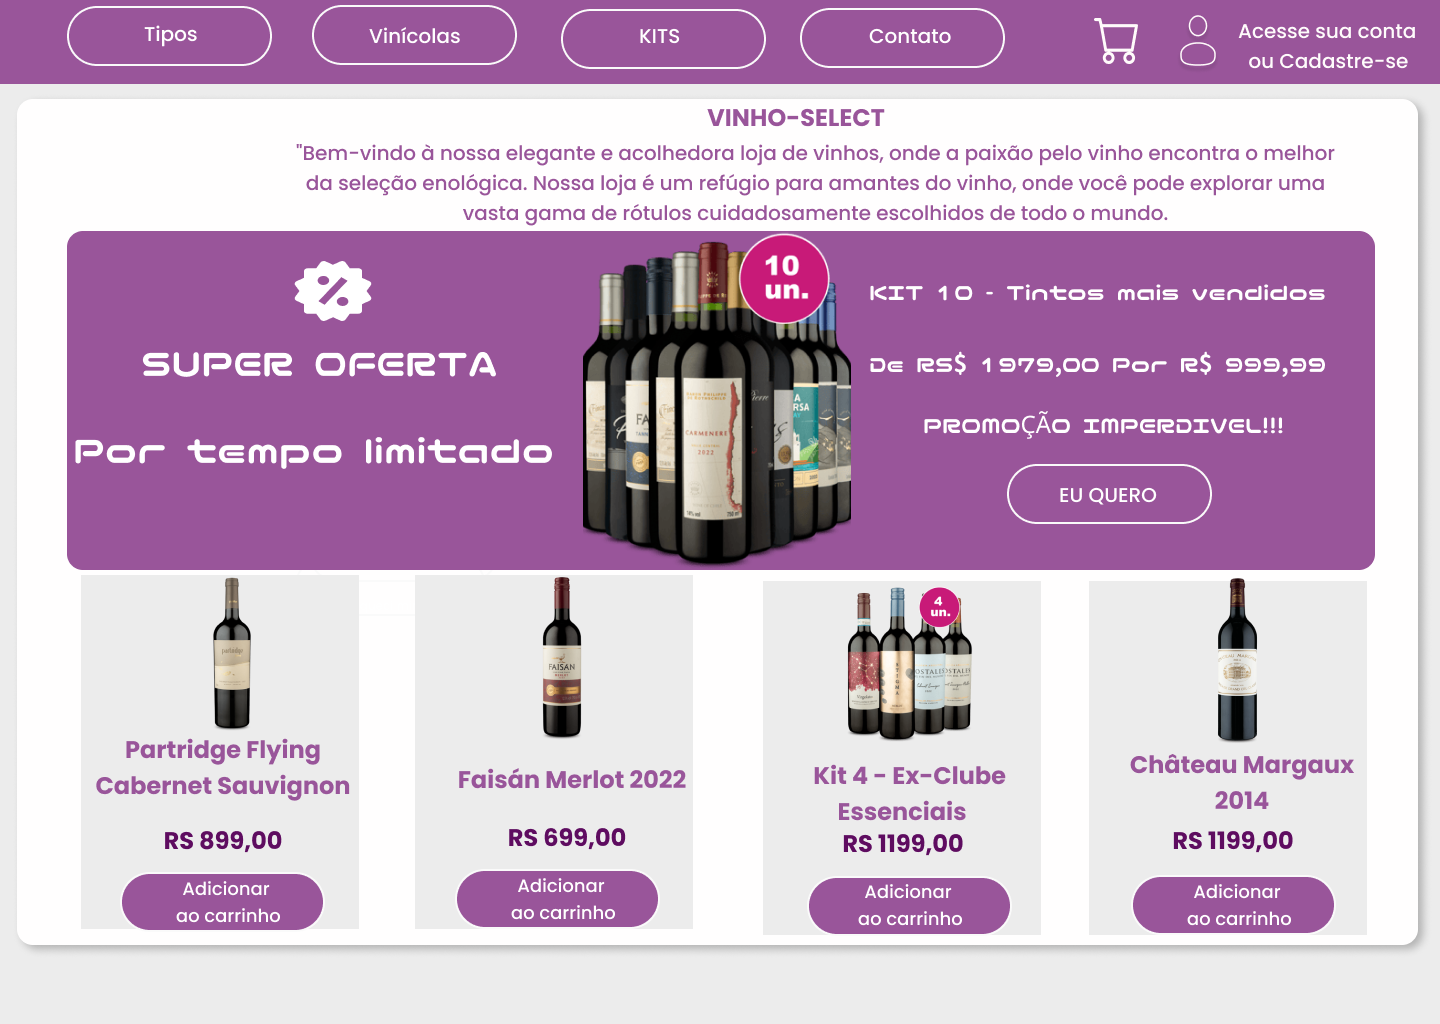 Tipos
Vinícolas
KITS
Contato
Acesse sua conta
ou Cadastre-se
VINHO-SELECT
"Bem-vindo à nossa elegante e acolhedora loja de vinhos, onde a paixão pelo vinho encontra o melhor
da seleção enológica. Nossa loja é um refúgio para amantes do vinho, onde você pode explorar uma
vasta gama de rótulos cuidadosamente escolhidos de todo o mundo.
%
SUPER OFERTA
Por tempo limitado
10
un.
CARMENERE
2022
KIT 10 - Tintos mais vendidos
De RS$ 1979,00 Por R$ 999,99
PROMOÇÃO IMPERDIVEL!!!
EU QUERO
partridge
Partridge Flying
Cabernet Sauvignon
RS 899,00
Adicionar
ao carrinho
FAISAN
Faisán Merlot 2022
RS 699,00
Adicionar
ao carrinho
4
un.
Kit 4 - Ex-Clube
Essenciais
RS 1199,00
Adicionar
ao carrinho
Château Margaux
2014
RS 1199,00
Adicionar
ao carrinho